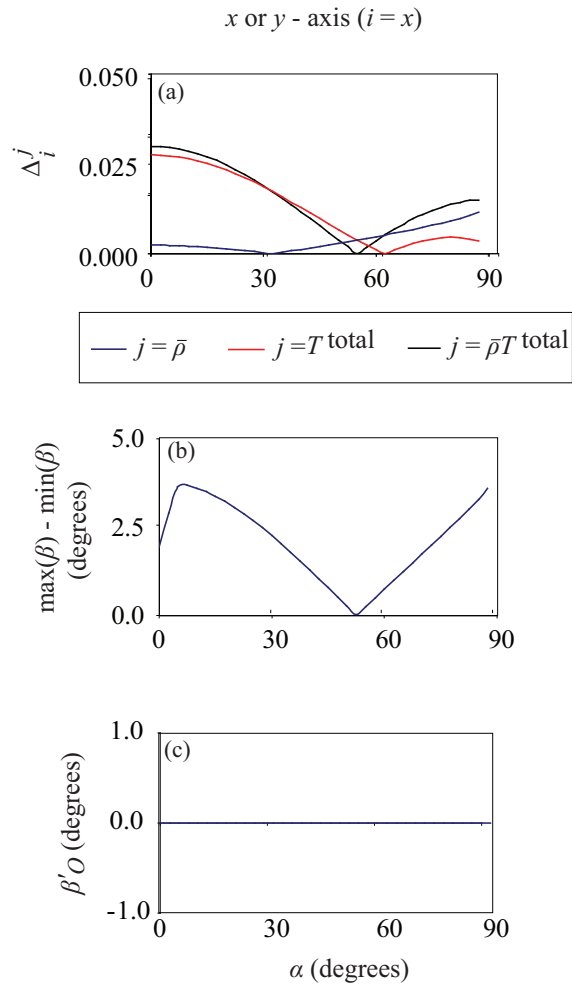 x or y - axis (i = x)
0.050
(a)
Δᵢʲ
0.025
0.000
0 30 60 90
j = ρ̄ j = T total j = ρ̄T total
5.0
(b)
max(β) - min(β)
(degrees)
2.5
0.0
0 30 60 90
1.0
(c)
β'O (degrees)
0.0
-1.0
0 30 60 90
α (degrees)